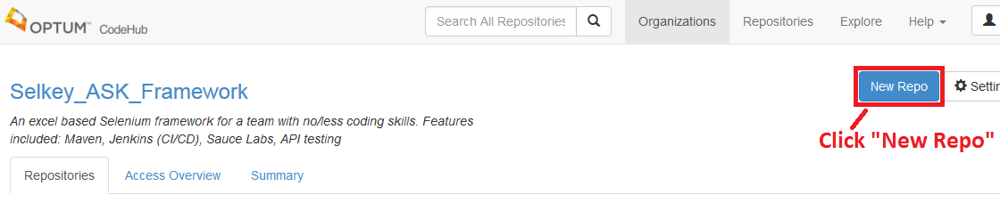 OPTUM™ CodeHub
Search All Repositories
Organizations
Repositories
Explore
Help
Selkey_ASK_Framework
New Repo
An excel based Selenium framework for a team with no/less coding skills. Features
included: Maven, Jenkins (CI/CD), Sauce Labs, API testing
Click "New Repo"
Repositories
Access Overview
Summary